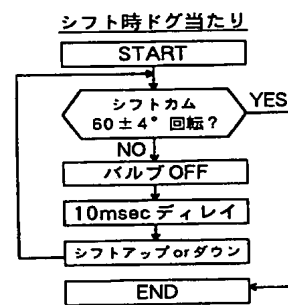 シフト時ドグ当たり
START
シフトカム
60±4°回転?
YES
NO
バルブOFF
10msecディレイ
シフトアップorダウン
END